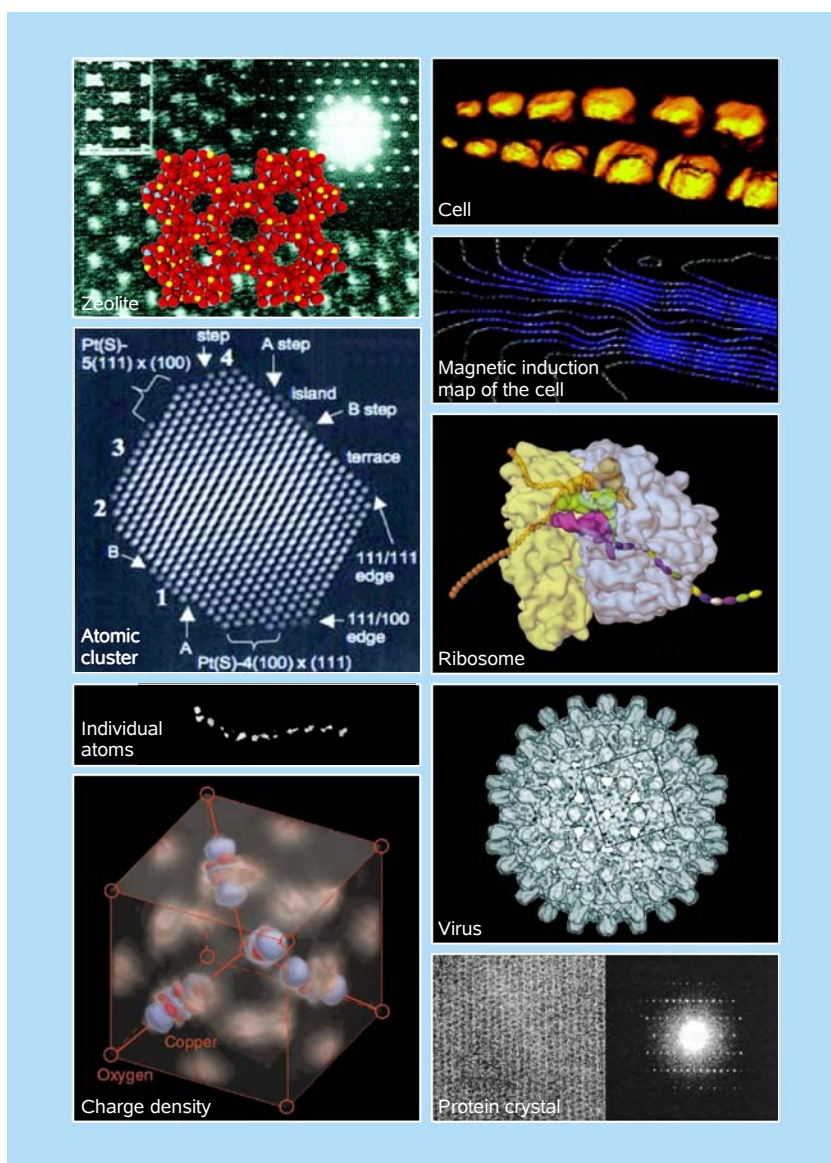 Zeolite
Pt(S)-
5(111) x (100)
step
4
A step
island
B step
terrace
3
2
B
1
A
111/111
edge
111/100
edge
Pt(S)-4(100) x (111)
Atomic
cluster
Individual
atoms
Copper
Oxygen
Charge density
Cell
Magnetic induction
map of the cell
Ribosome
Virus
Protein crystal